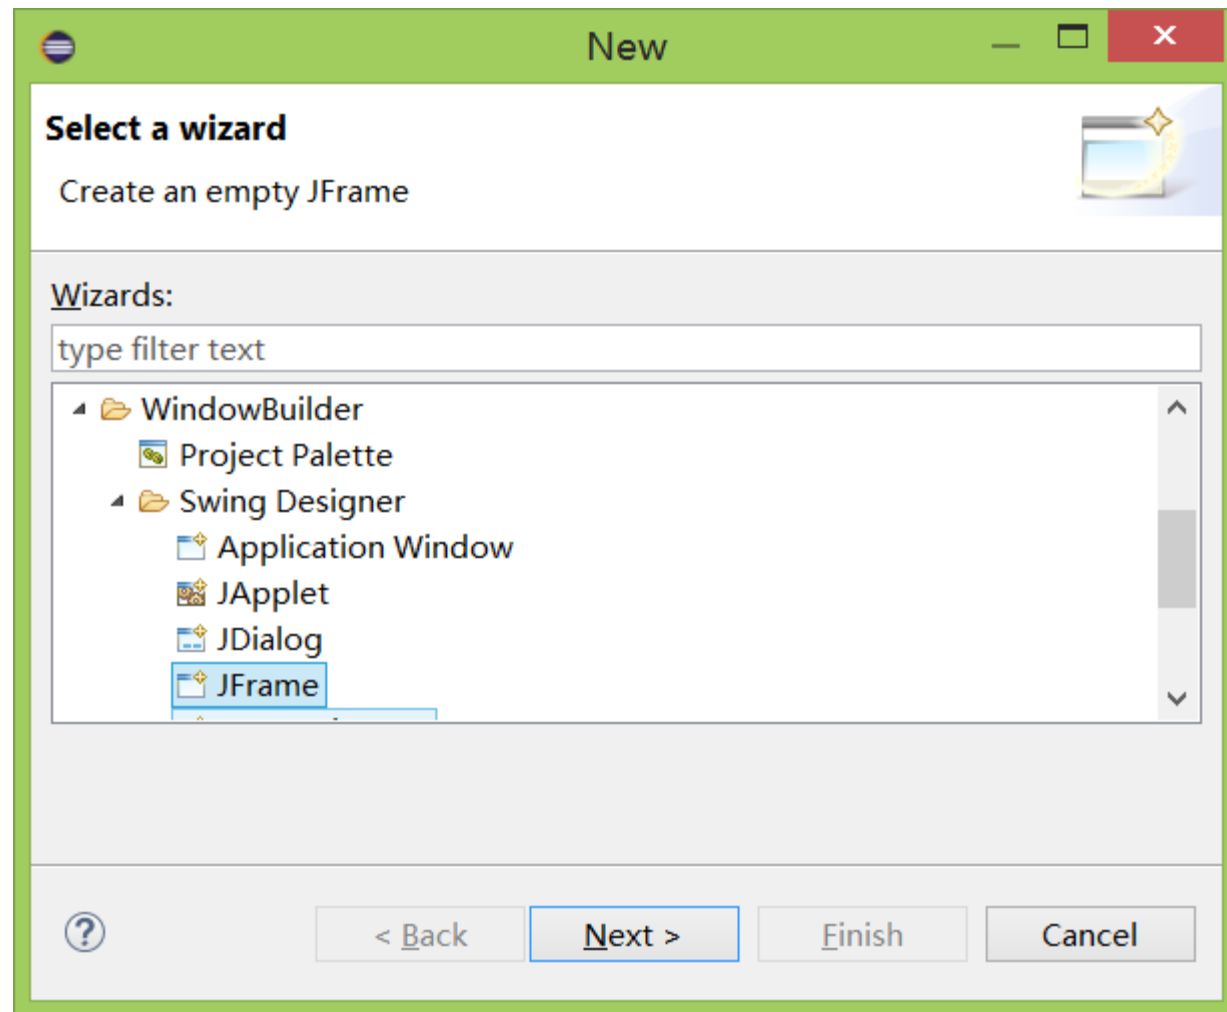 New
Select a wizard
Create an empty JFrame
Wizards:
type filter text
WindowBuilder
Project Palette
Swing Designer
Application Window
JApplet
JDialog
JFrame
< Back Next > Finish Cancel